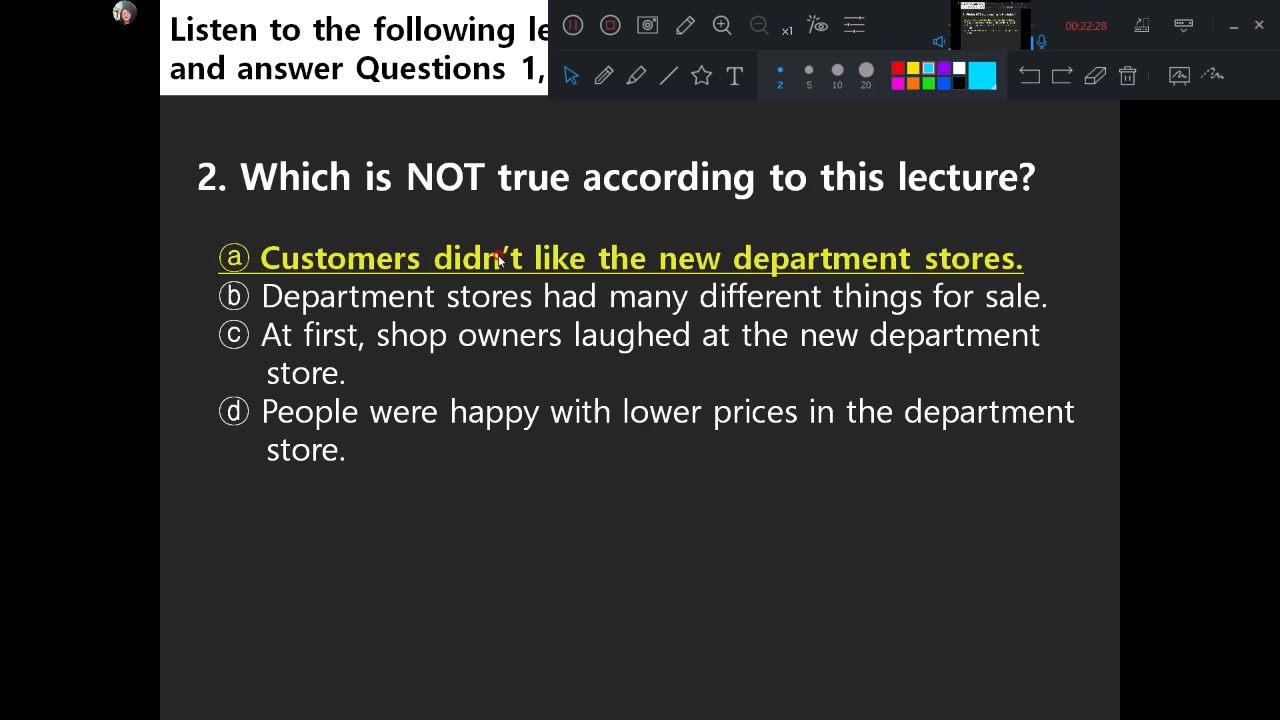 Listen to the following le
and answer Questions 1,
x1
00:22:28
T
2 5 10 20
2. Which is NOT true according to this lecture?
ⓐ Customers didn't like the new department stores.
ⓑ Department stores had many different things for sale.
ⓒ At first, shop owners laughed at the new department
store.
ⓓ People were happy with lower prices in the department
store.